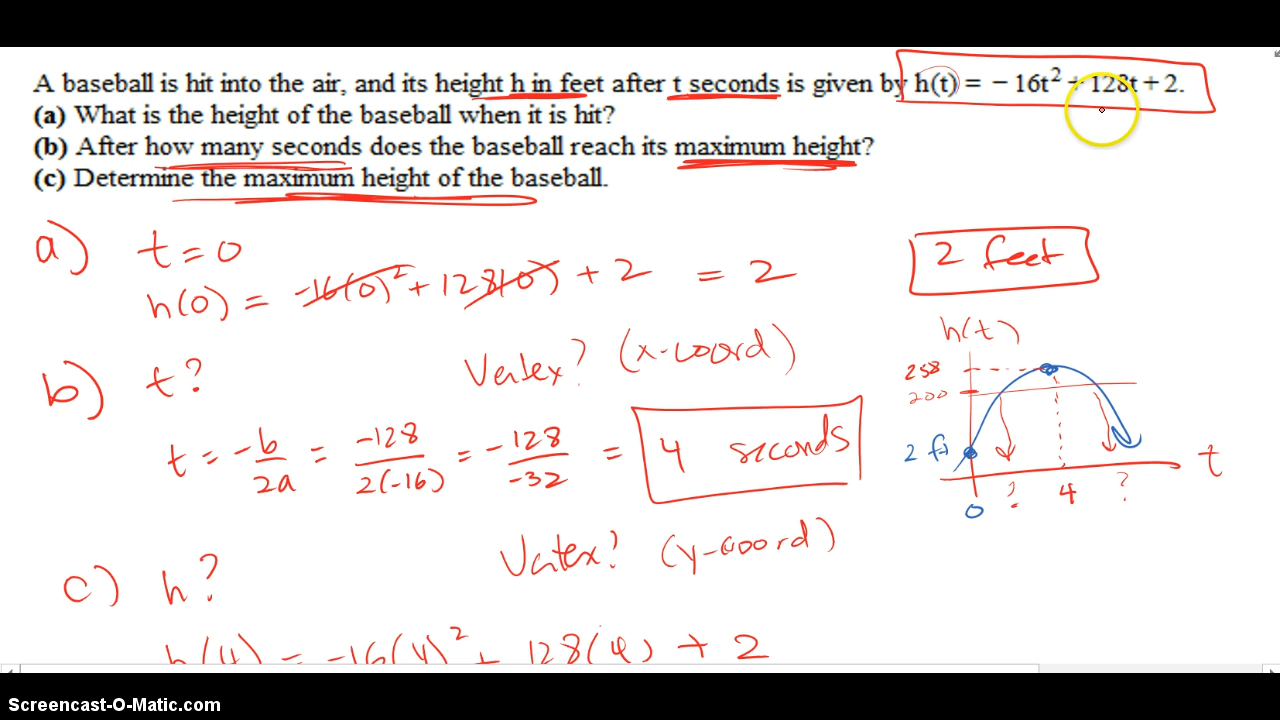 A baseball is hit into the air, and its height h in feet after t seconds is given by h(t) = − 16t² + 128t + 2.
(a) What is the height of the baseball when it is hit?
(b) After how many seconds does the baseball reach its maximum height?
(c) Determine the maximum height of the baseball.
a) t = 0
h(0) = -16(0)² + 128(0) + 2 = 2
2 feet
b) t?
Vertex? (x-coord)
t = -b/2a = -128/2(-16) = -128/-32 = 4 seconds
h(t)
258
200
2 ft
0 ? 4 ? t
c) h?
Vertex? (y-coord)
h(4) = -16(4)² + 128(4) + 2
Screencast-O-Matic.com